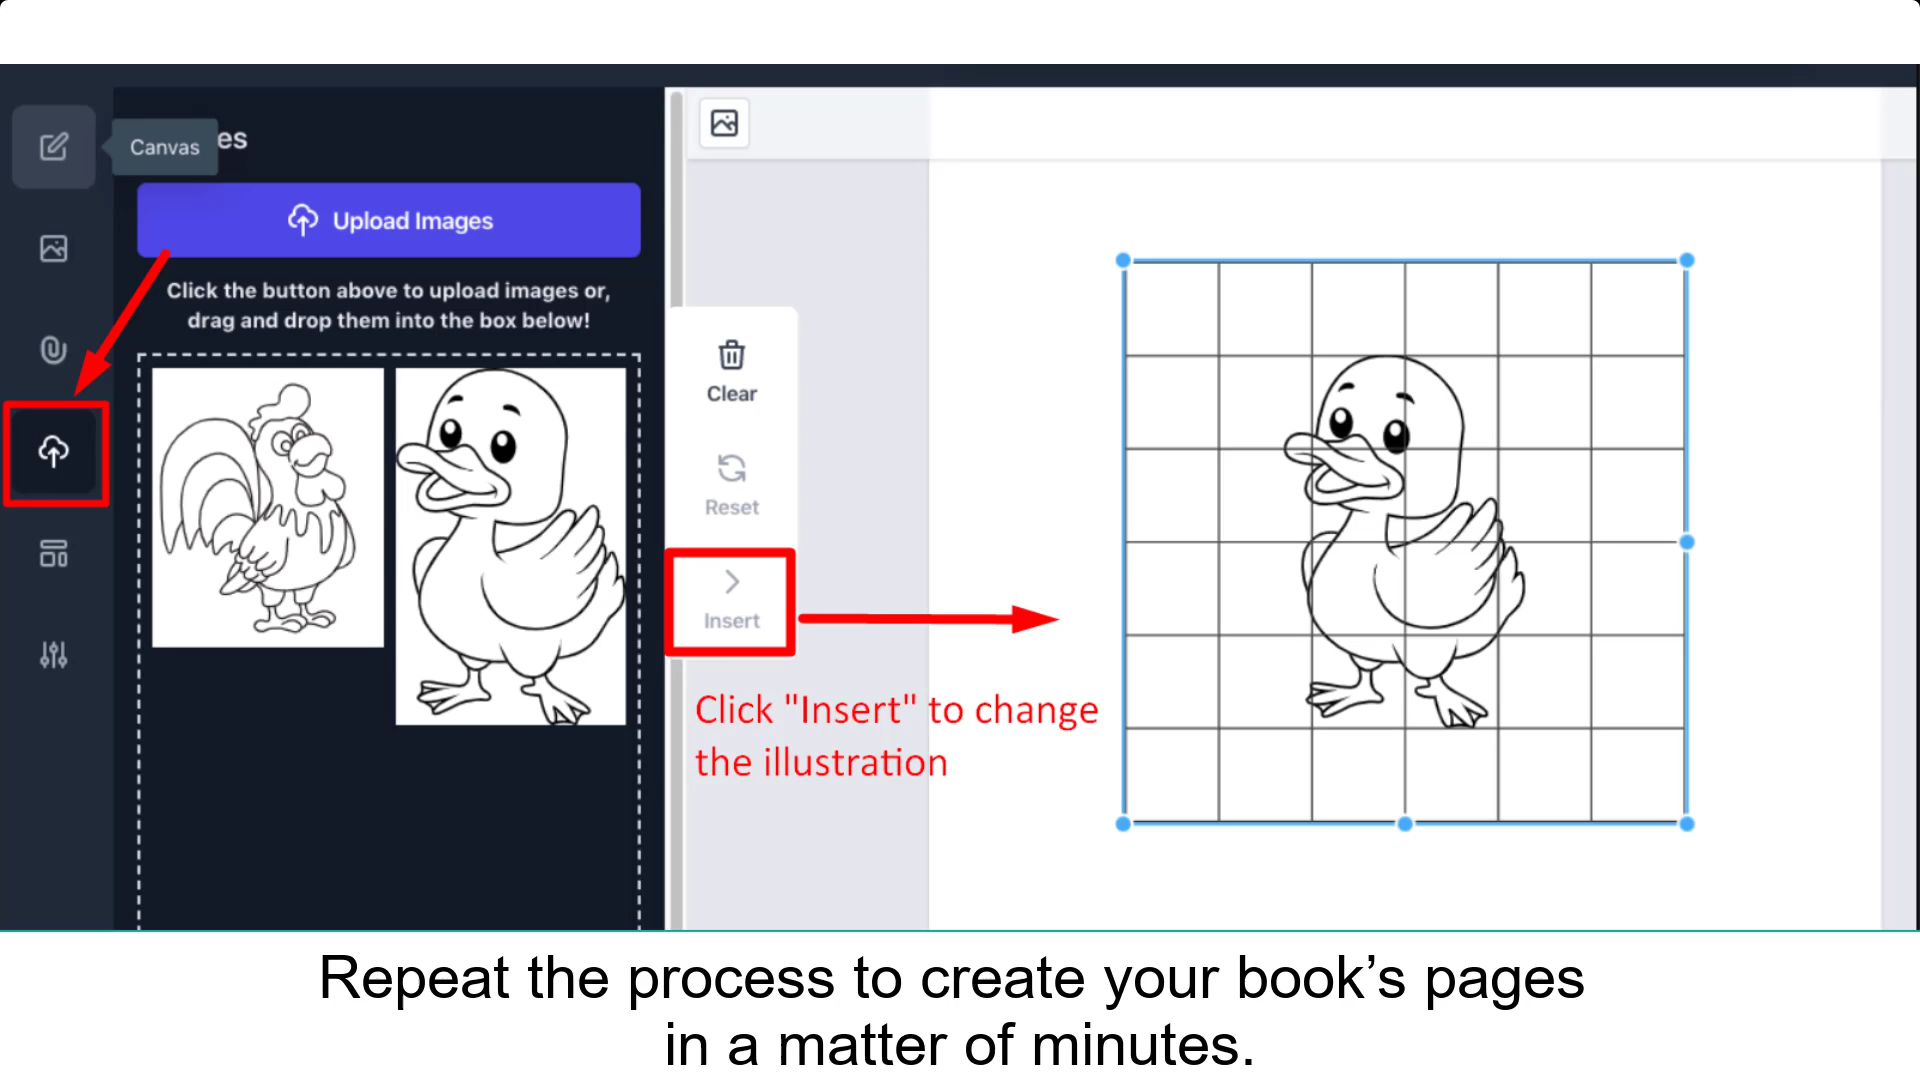 Canvas
es
Upload Images
Click the button above to upload images or,
drag and drop them into the box below!
Clear
Reset
Insert
Click "Insert" to change
the illustration
Repeat the process to create your book’s pages
in a matter of minutes.